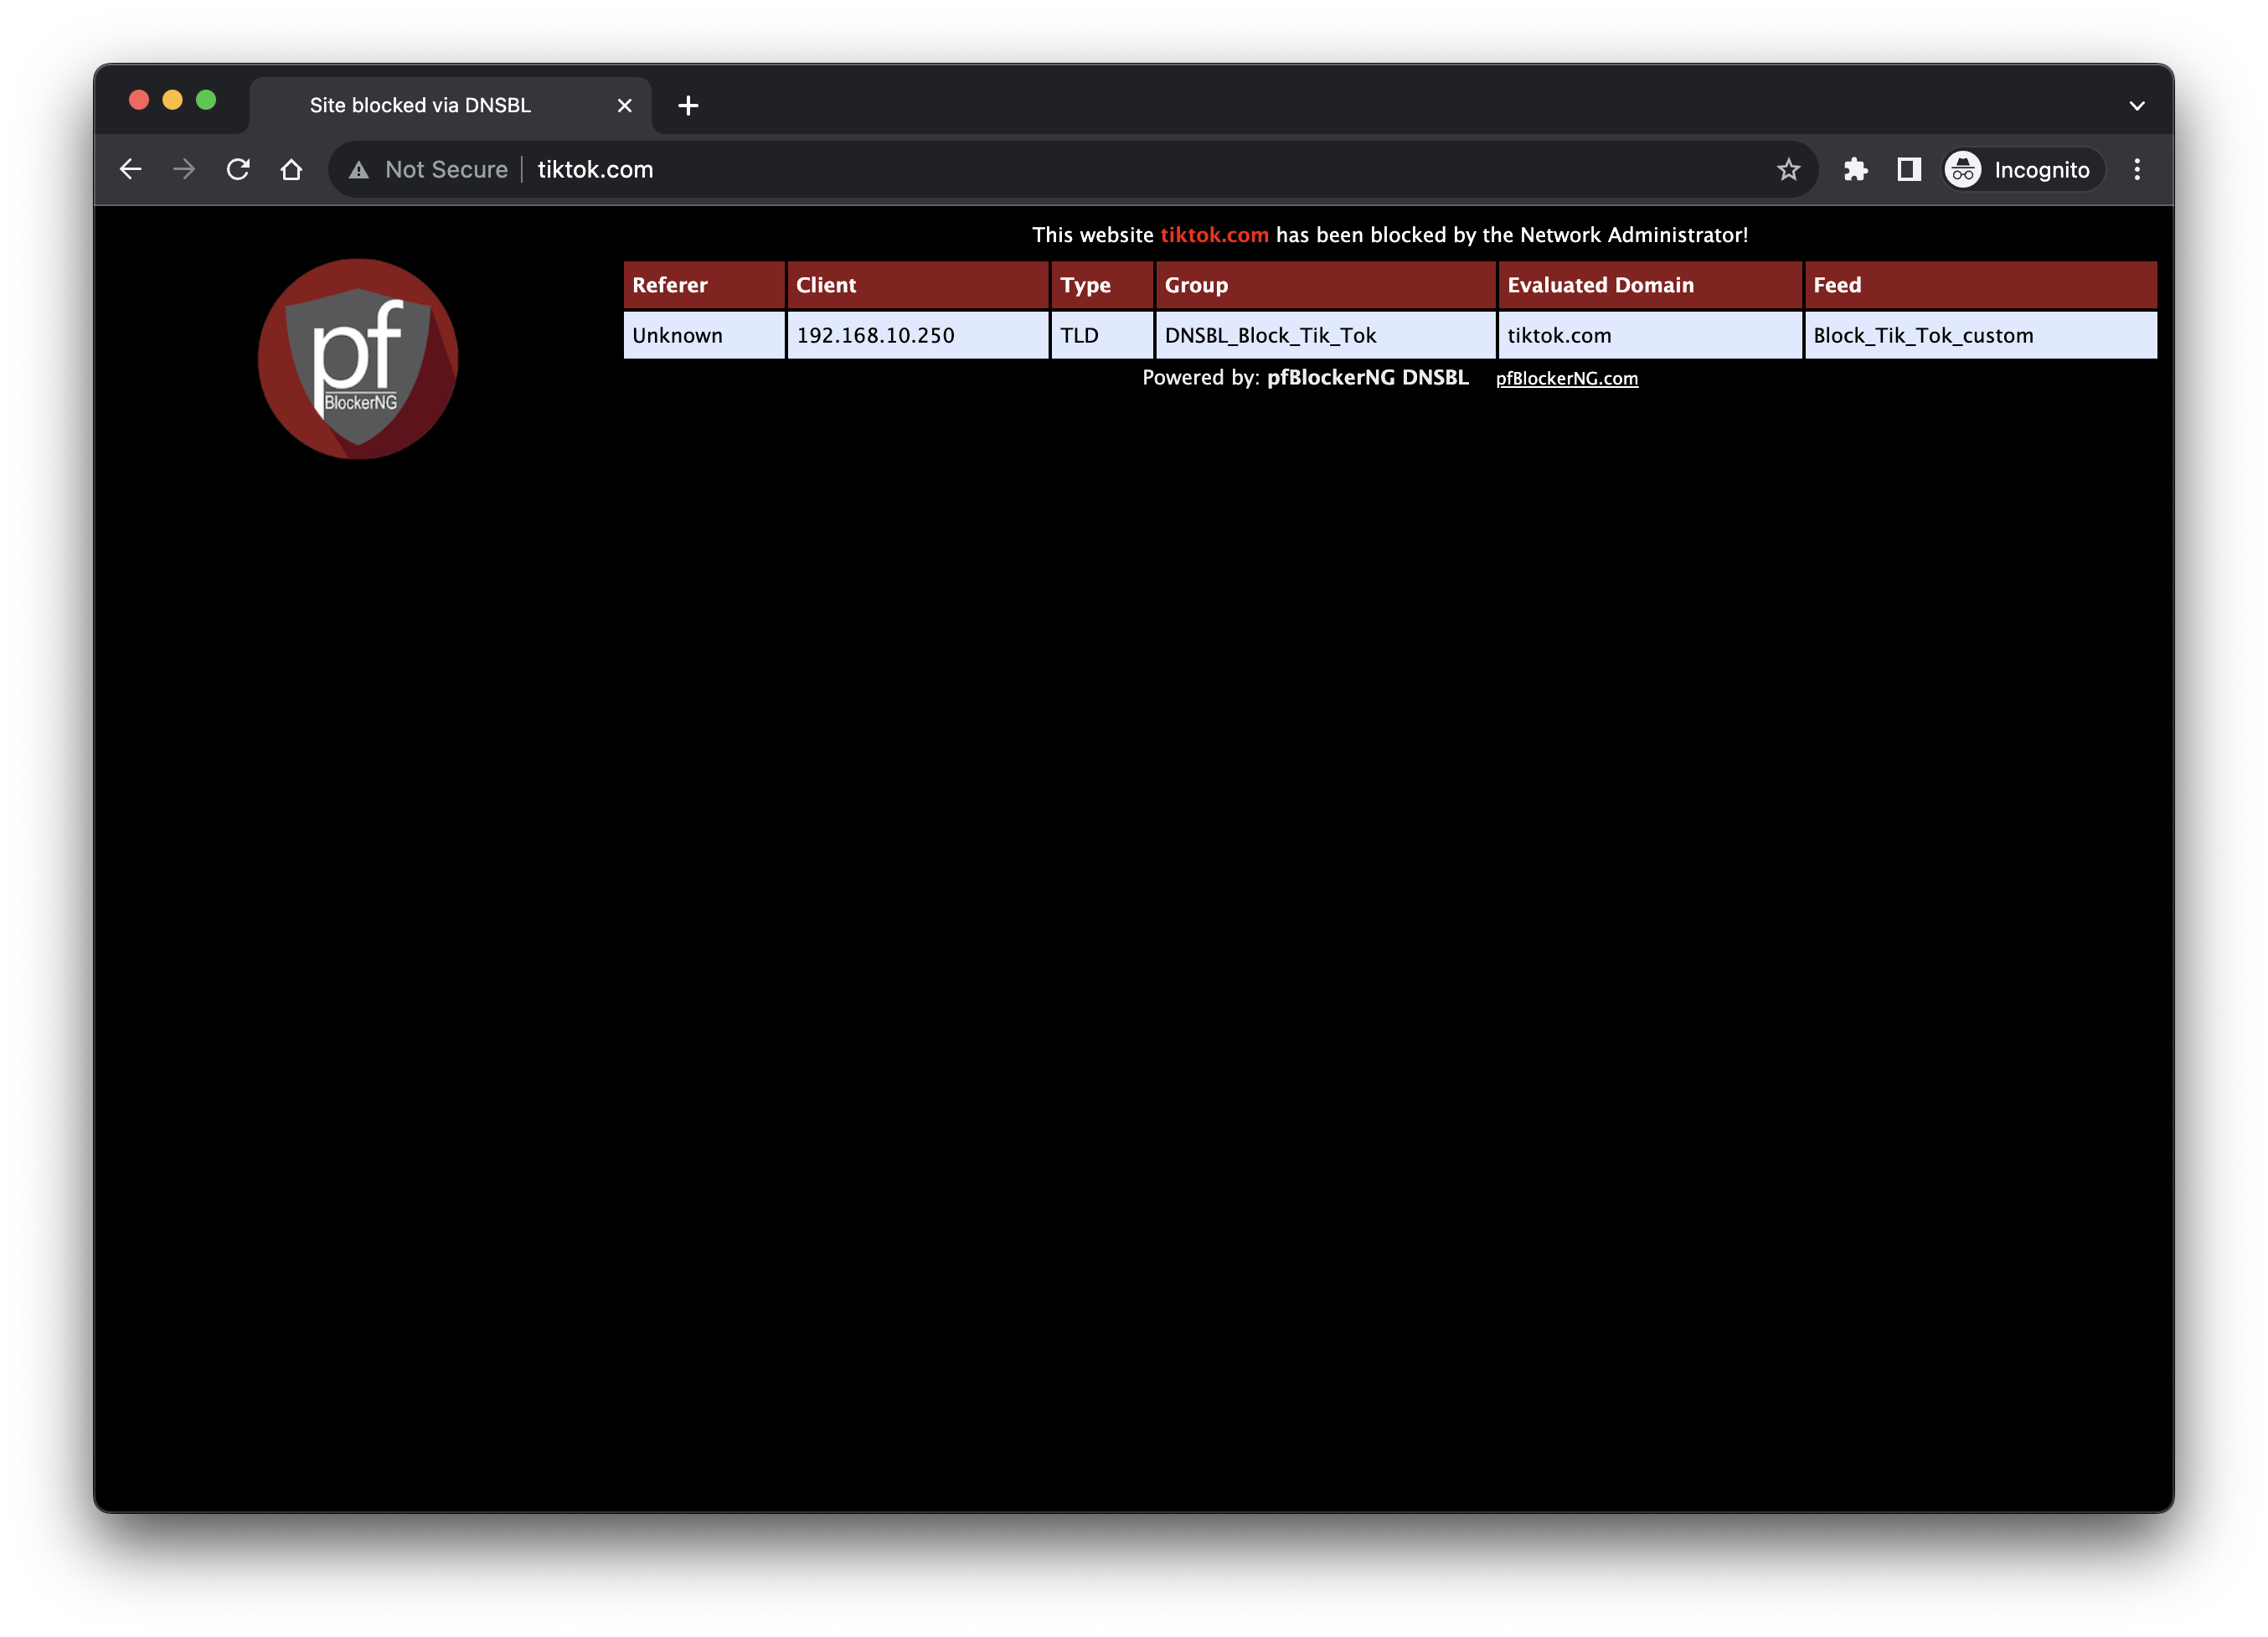 Site blocked via DNSBL
Not Secure tiktok.com Incognito
This website tiktok.com has been blocked by the Network Administrator!
pf
BlockerNG
Referer Client Type Group Evaluated Domain Feed
Unknown 192.168.10.250 TLD DNSBL_Block_Tik_Tok tiktok.com Block_Tik_Tok_custom
Powered by: pfBlockerNG DNSBL pfBlockerNG.com